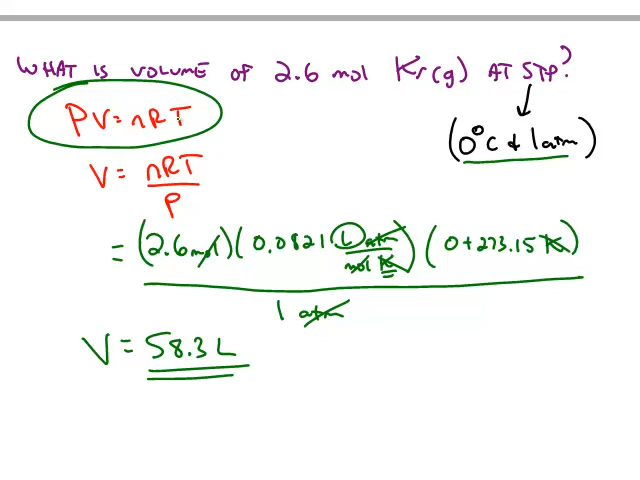 WHAT IS VOLUME OF 2.6 mol Kr(g) AT STP?
PV = nRT
(0°C & 1 atm)
V = nRT
P
= (2.6 mol)(0.0821 L atm (0+273.15 K)
mol K)
1 atm
V = 58.3 L